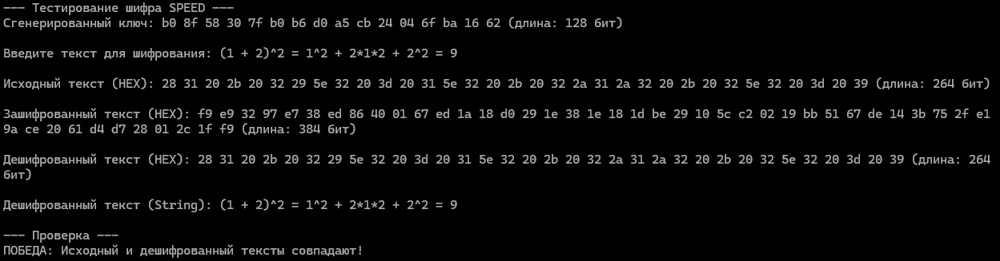 --- Тестирование шифра SPEED ---
Сгенерированный ключ: b0 8f 58 30 7f b0 b6 d0 a5 cb 24 04 6f ba 16 62 (длина: 128 бит)
Введите текст для шифрования: (1 + 2)^2 = 1^2 + 2*1*2 + 2^2 = 9
Исходный текст (HEX): 28 31 20 2b 20 32 29 5e 32 20 3d 20 31 5e 32 20 2b 20 32 2a 31 2a 32 20 2b 20 32 5e 32 20 3d 20 39 (длина: 264 бит)
Зашифрованный текст (HEX): f9 e9 32 97 e7 38 ed 86 40 01 67 ed 1a 18 d0 29 1e 38 1e 18 1d be 29 10 5c c2 02 19 bb 51 67 de 14 3b 75 2f e1
9a ce 20 61 d4 d7 28 01 2c 1f f9 (длина: 384 бит)
Дешифрованный текст (HEX): 28 31 20 2b 20 32 29 5e 32 20 3d 20 31 5e 32 20 2b 20 32 2a 31 2a 32 20 2b 20 32 5e 32 20 3d 20 39 (длина: 264
бит)
Дешифрованный текст (String): (1 + 2)^2 = 1^2 + 2*1*2 + 2^2 = 9
--- Проверка ---
ПОБЕДА: Исходный и дешифрованный тексты совпадают!